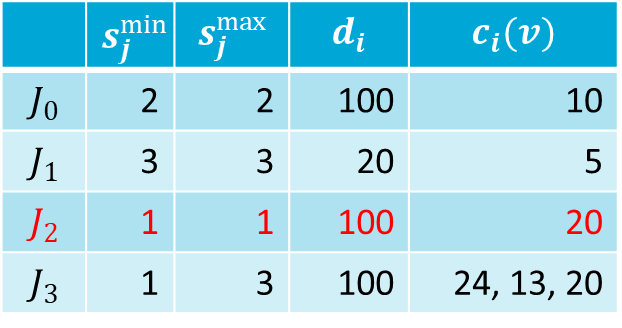 s_j^min s_j^max d_i c_i(v)
J_0 2 2 100 10
J_1 3 3 20 5
J_2 1 1 100 20
J_3 1 3 100 24, 13, 20